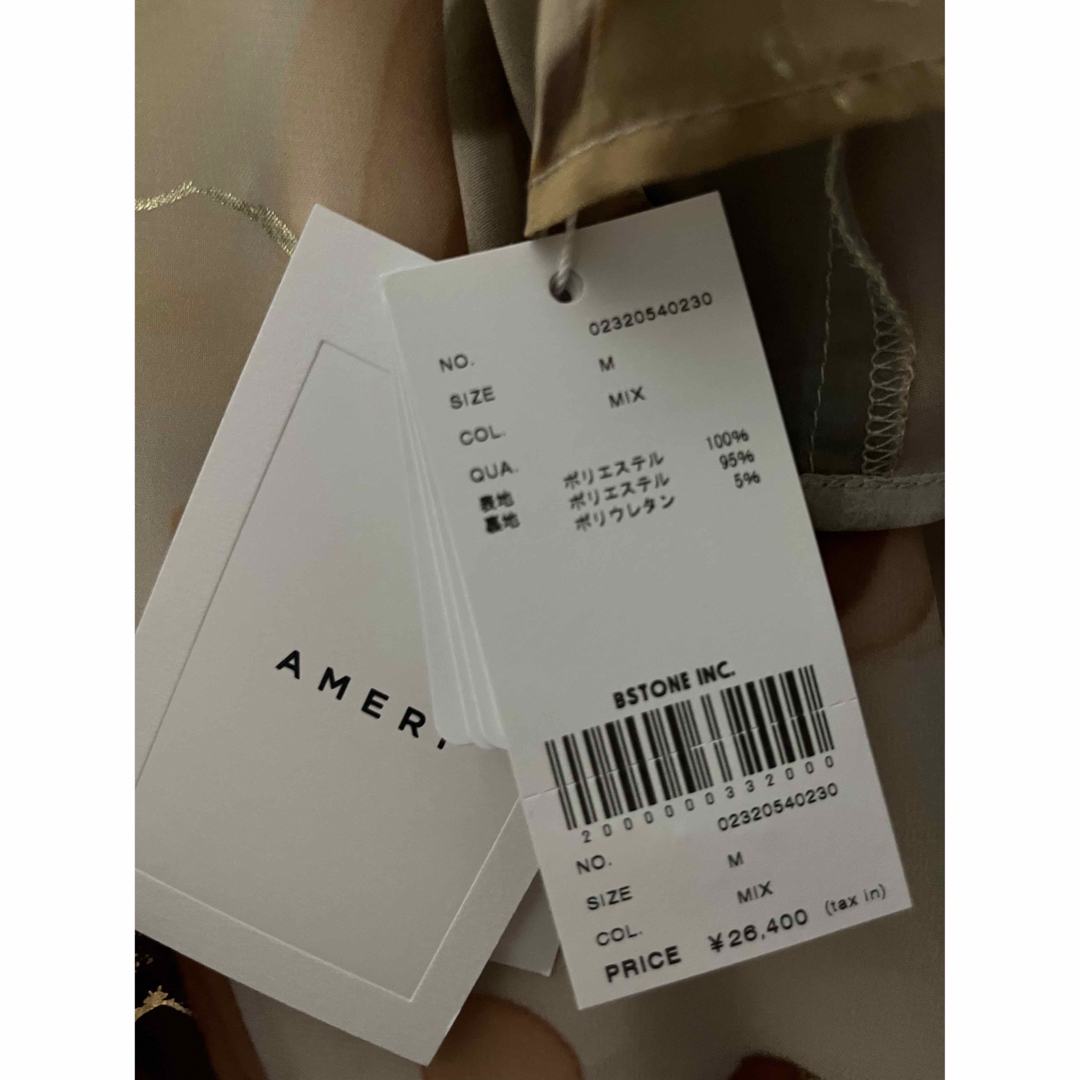 AMERI
NO. 02320540230
SIZE M
COL. MIX
QUA.
表地 ポリエステル 100%
裏地 ポリエステル 95%
ポリウレタン 5%
BSTONE INC.
2000000332000
NO. 02320540230
SIZE M
COL. MIX
PRICE ¥26,400 (tax in)